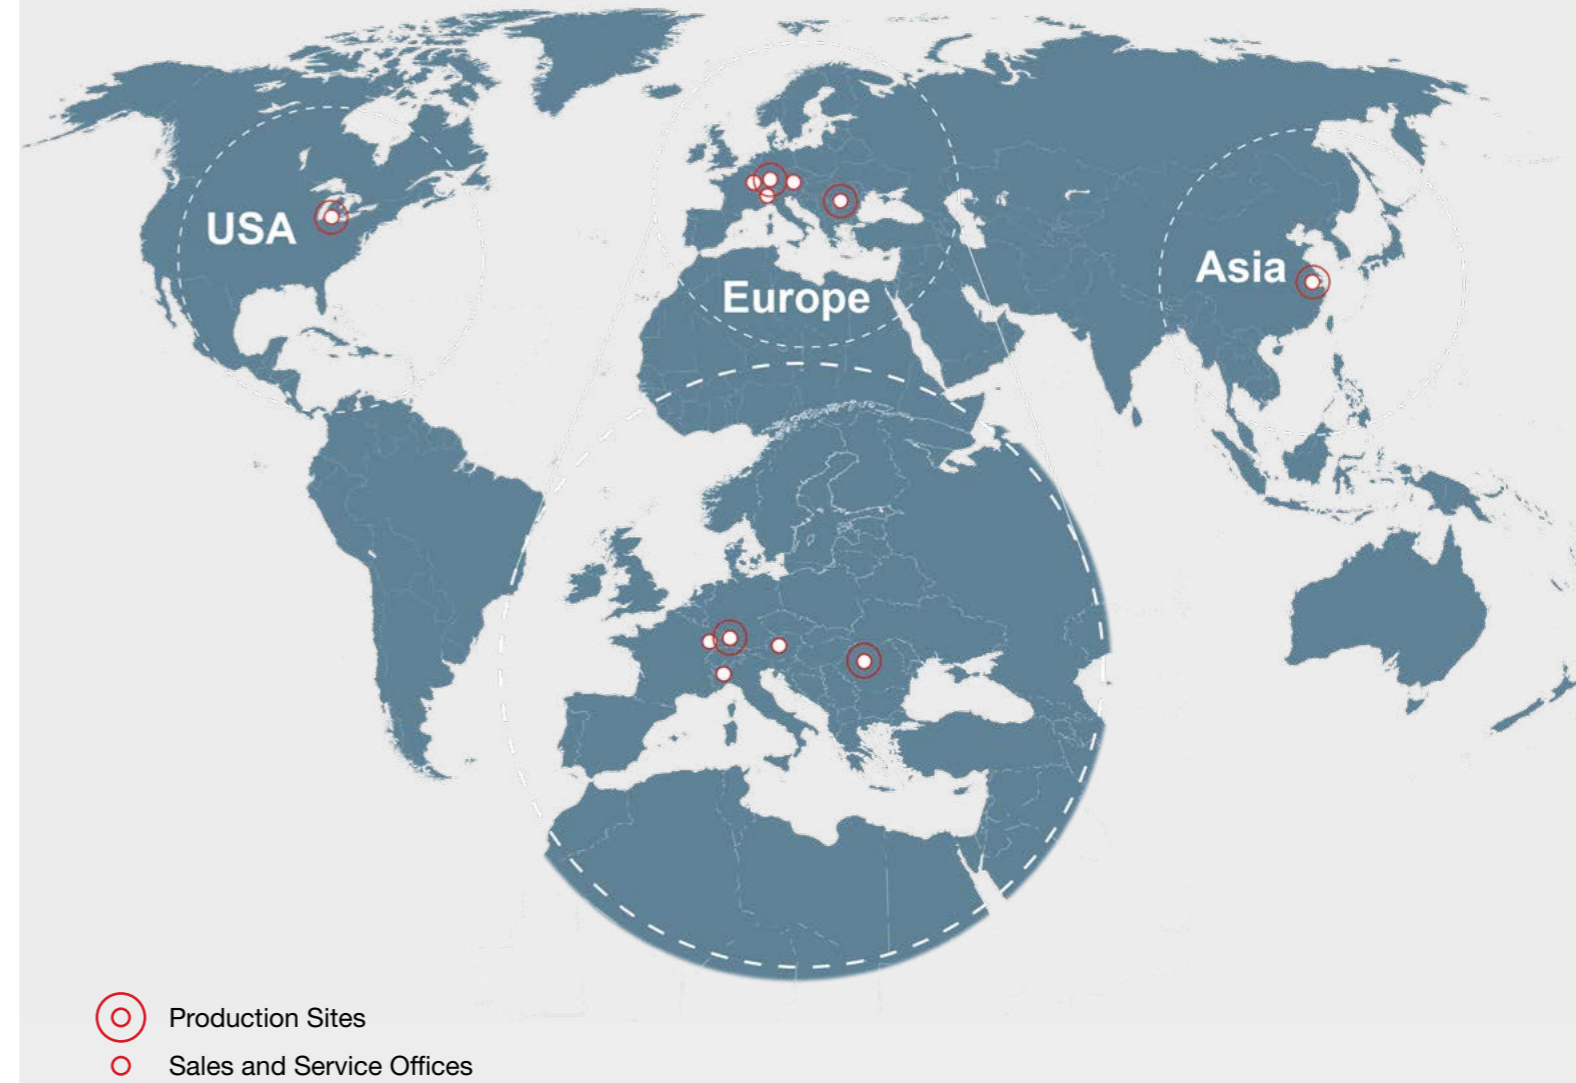 USA
Europe
Asia
Production Sites
Sales and Service Offices